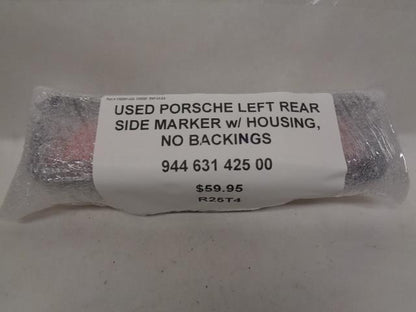 USED PORSCHE LEFT REAR
SIDE MARKER w/ HOUSING,
NO BACKINGS
944 631 425 00
$59.95
R25T4